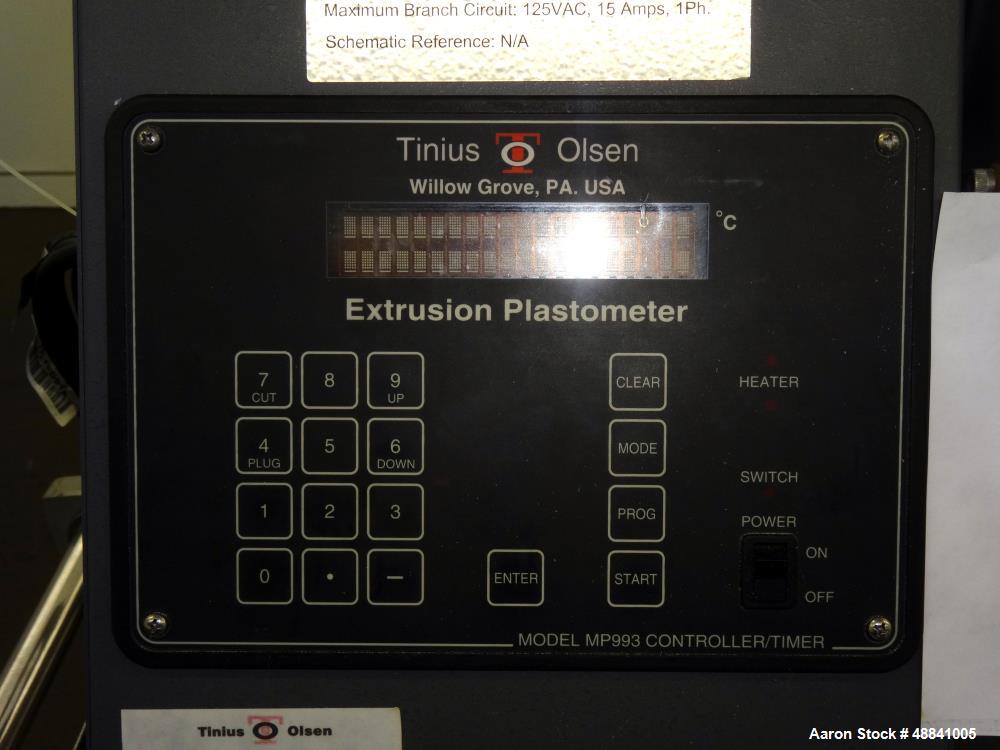 Maximum Branch Circuit: 125VAC, 15 Amps, 1Ph.
Schematic Reference: N/A
Tinius Olsen
Willow Grove, PA. USA
°C
Extrusion Plastometer
7 CUT 8 9 UP CLEAR HEATER
4 PLUG 5 6 DOWN MODE SWITCH
1 2 3 PROG POWER
ON
0 • – ENTER START OFF
MODEL MP993 CONTROLLER/TIMER
Tinius Olsen
Aaron Stock # 48841005